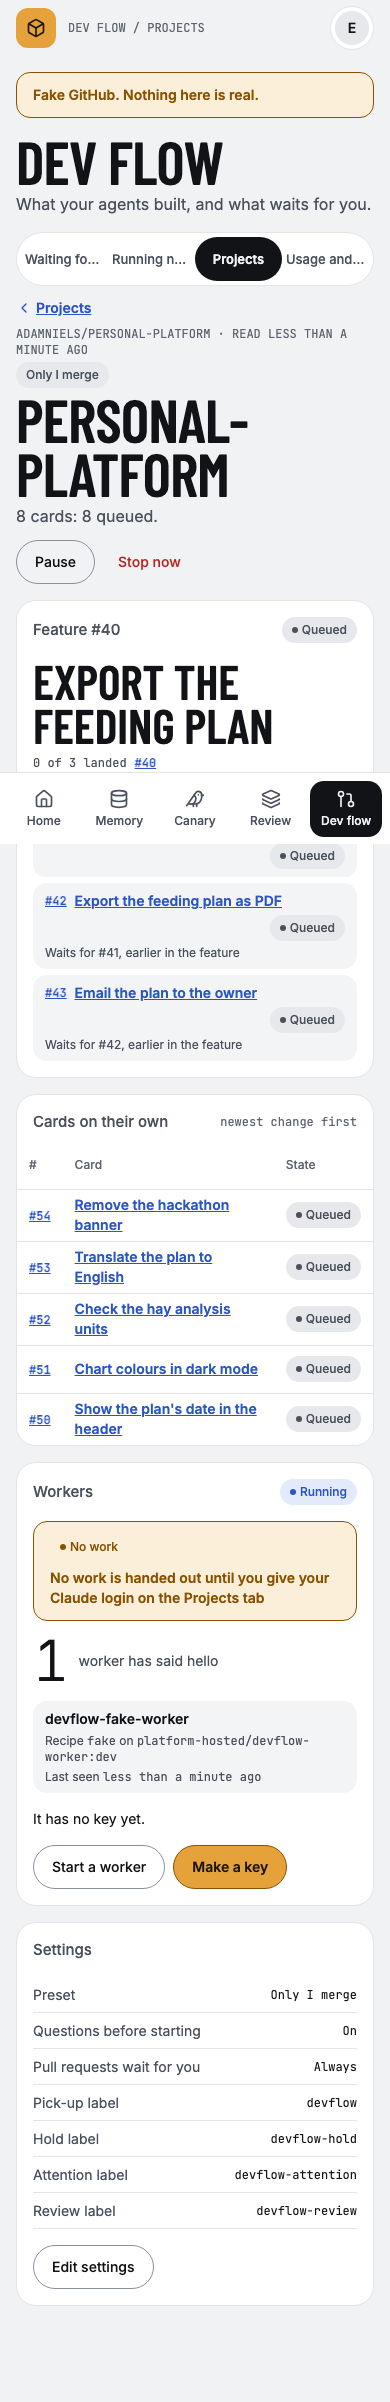 DEV FLOW / PROJECTS
E
Fake GitHub. Nothing here is real.
DEV FLOW
What your agents built, and what waits for you.
Waiting fo... Running n... Projects Usage and...
Projects
ADAMNIELS/PERSONAL-PLATFORM · READ LESS THAN A
MINUTE AGO
Only I merge
PERSONAL-
PLATFORM
8 cards: 8 queued.
Pause Stop now
Feature #40 Queued
EXPORT THE
FEEDING PLAN
0 of 3 landed #40
Home Memory Canary Review Dev flow
Queued
#42 Export the feeding plan as PDF
Queued
Waits for #41, earlier in the feature
#43 Email the plan to the owner
Queued
Waits for #42, earlier in the feature
Cards on their own newest change first
# Card State
#54 Remove the hackathon
banner Queued
#53 Translate the plan to
English Queued
#52 Check the hay analysis
units Queued
#51 Chart colours in dark mode Queued
#50 Show the plan's date in the
header Queued
Workers Running
No work
No work is handed out until you give your
Claude login on the Projects tab
1 worker has said hello
devflow-fake-worker
Recipe fake on platform-hosted/devflow-
worker:dev
Last seen less than a minute ago
It has no key yet.
Start a worker Make a key
Settings
Preset Only I merge
Questions before starting On
Pull requests wait for you Always
Pick-up label devflow
Hold label devflow-hold
Attention label devflow-attention
Review label devflow-review
Edit settings